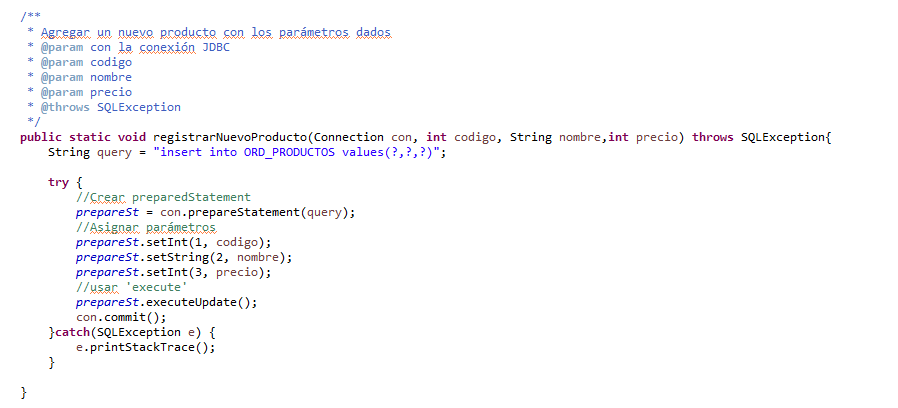 /**
 * Agregar un nuevo producto con los parámetros dados
 * @param con la conexión JDBC
 * @param codigo
 * @param nombre
 * @param precio
 * @throws SQLException
 */
public static void registrarNuevoProducto(Connection con, int codigo, String nombre,int precio) throws SQLException{
    String query = "insert into ORD_PRODUCTOS values(?,?,?)";

    try {
        //Crear preparedStatement
        prepareSt = con.prepareStatement(query);
        //Asignar parámetros
        prepareSt.setInt(1, codigo);
        prepareSt.setString(2, nombre);
        prepareSt.setInt(3, precio);
        //usar 'execute'
        prepareSt.executeUpdate();
        con.commit();
    }catch(SQLException e) {
        e.printStackTrace();
    }

}